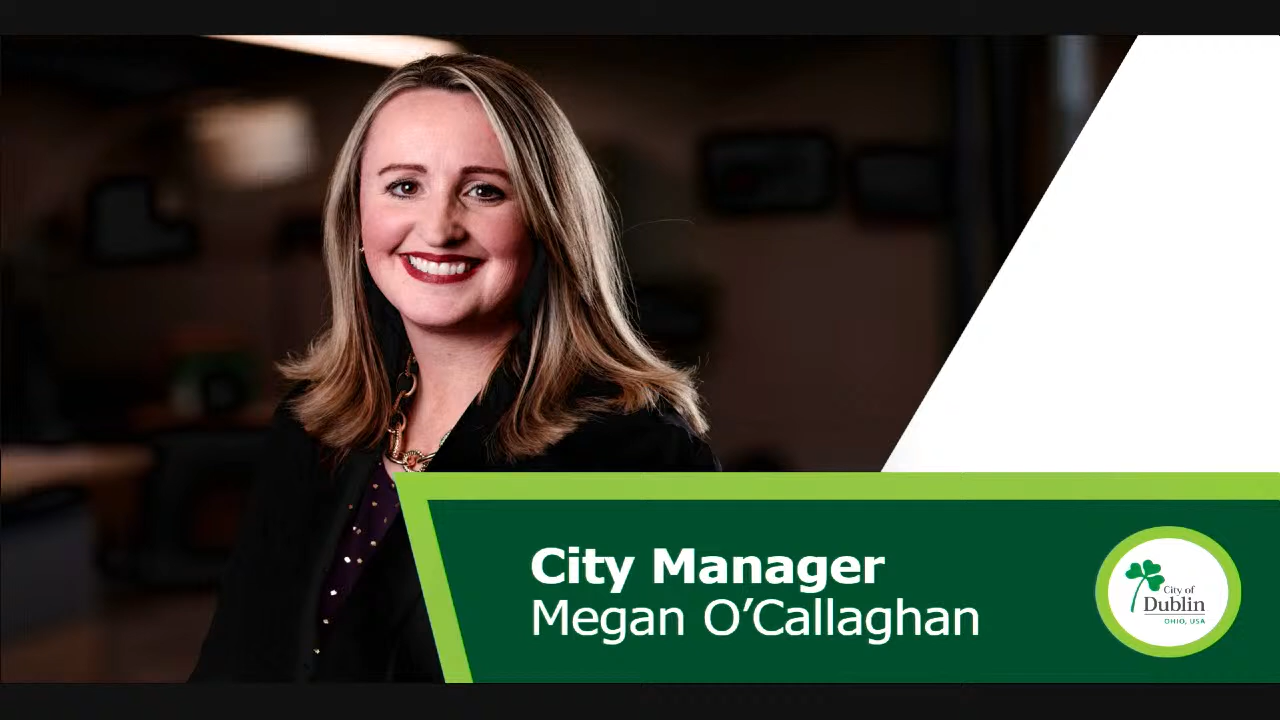 City Manager
Megan O’Callaghan
City of
Dublin
OHIO, USA